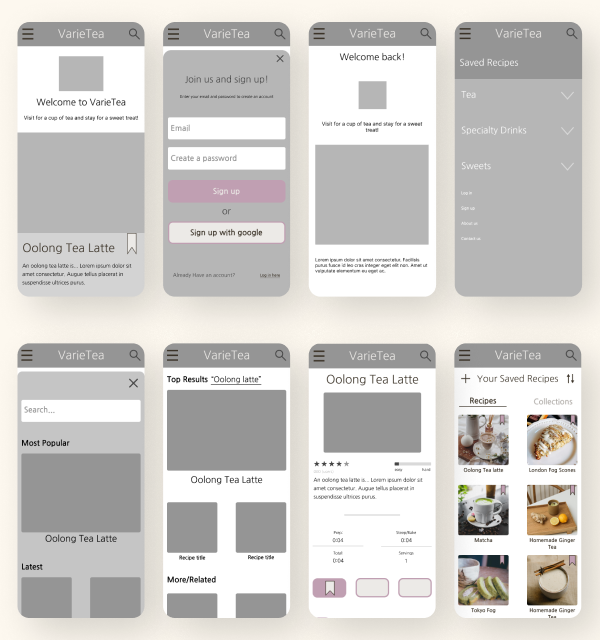 VarieTea
Welcome to VarieTea
Visit for a cup of tea and stay for a sweet treat!
Oolong Tea Latte
An oolong tea latte is... Lorem ipsum dolor sit
amet consectetur. Augue tellus aliquam
suspendisse ultrices purus.
VarieTea
Join us and sign up!
Enter your email and password to create an account
Email
Create a password
Sign up
or
Sign up with google
Already Have an account?
Log in here
VarieTea
Welcome back!
Visit for a cup of tea and stay for a sweet
treat!
Lorem ipsum dolor sit amet consectetur. Facilisis
purus fusce id leo cras integer eget elit non. Amet ut
vulputate elementum eu eget ac.
VarieTea
Saved Recipes
Tea
Specialty Drinks
Sweets
Log in
Sign up
About us
Contact us
VarieTea
Search...
Most Popular
Oolong Tea Latte
Latest
VarieTea
Top Results "Oolong latte"
Oolong Tea Latte
Recipe title
Recipe title
More/Related
VarieTea
Oolong Tea Latte
easy
hard
An oolong tea latte is... Lorem ipsum dolor sit
amet consectetur. Augue tellus aliquam
suspendisse ultrices purus.
Prep:
0:04
Steep/Bake
0:04
Total:
0:04
Servings
1
VarieTea
Your Saved Recipes
Recipes
Collections
Oolong Tea latte
London Fog Scones
Matcha
Homemade Ginger
Tea
Tokyo Fog
Homemade Ginger